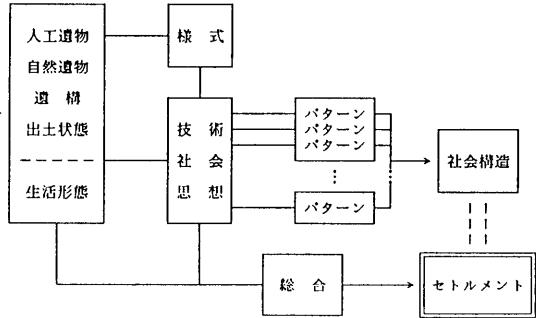 人工遺物
自然遺物
遺構
出土状態
生活形態
様式
技術
社会
思想
パターン
パターン
パターン
パターン
社会構造
総合
セトルメント